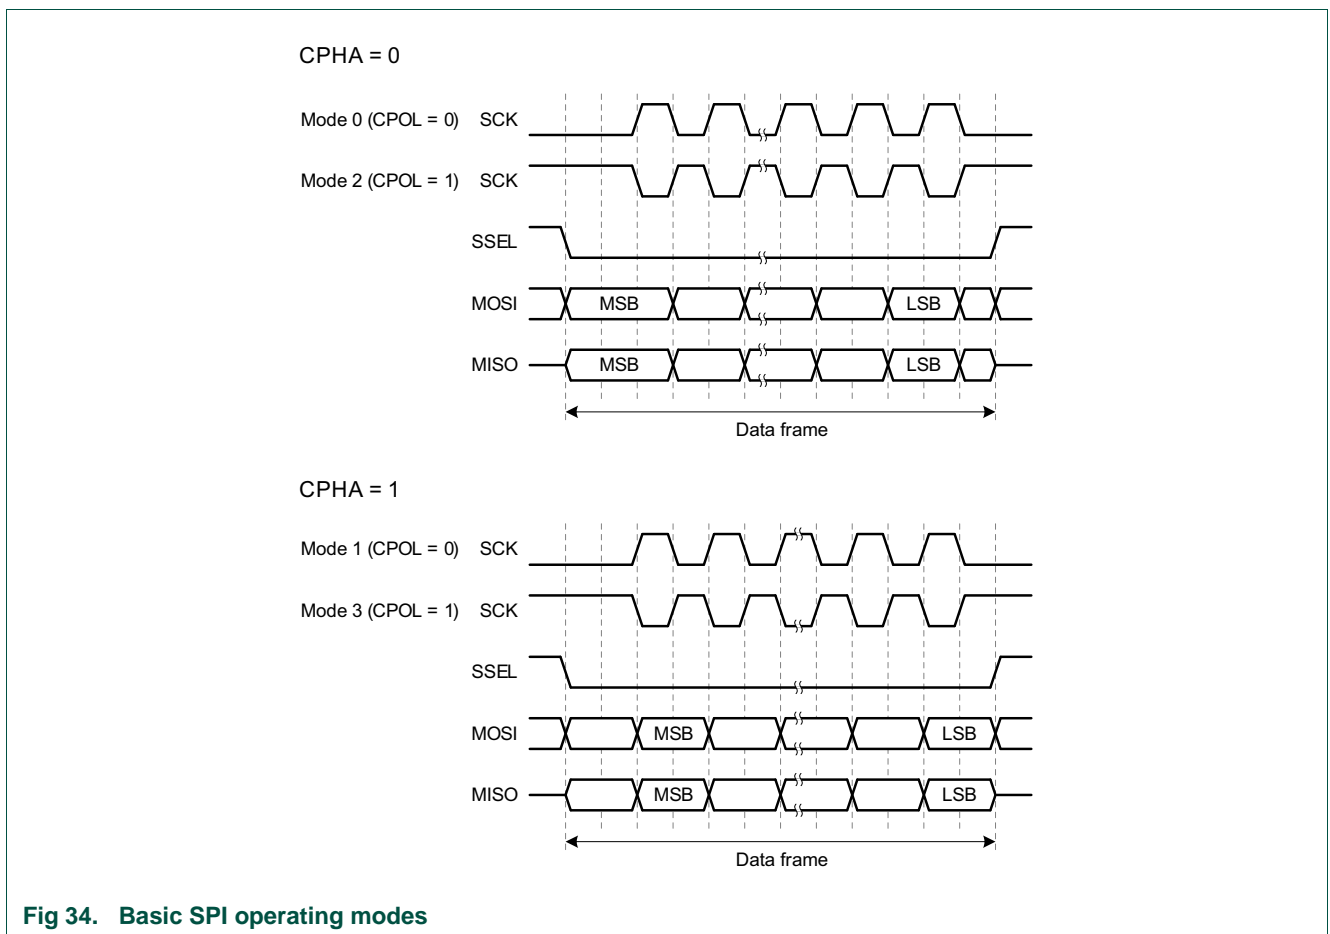 CPHA = 0
Mode 0 (CPOL = 0) SCK
Mode 2 (CPOL = 1) SCK
SSEL
MOSI MSB LSB
MISO MSB LSB
Data frame
CPHA = 1
Mode 1 (CPOL = 0) SCK
Mode 3 (CPOL = 1) SCK
SSEL
MOSI MSB LSB
MISO MSB LSB
Data frame
Fig 34. Basic SPI operating modes